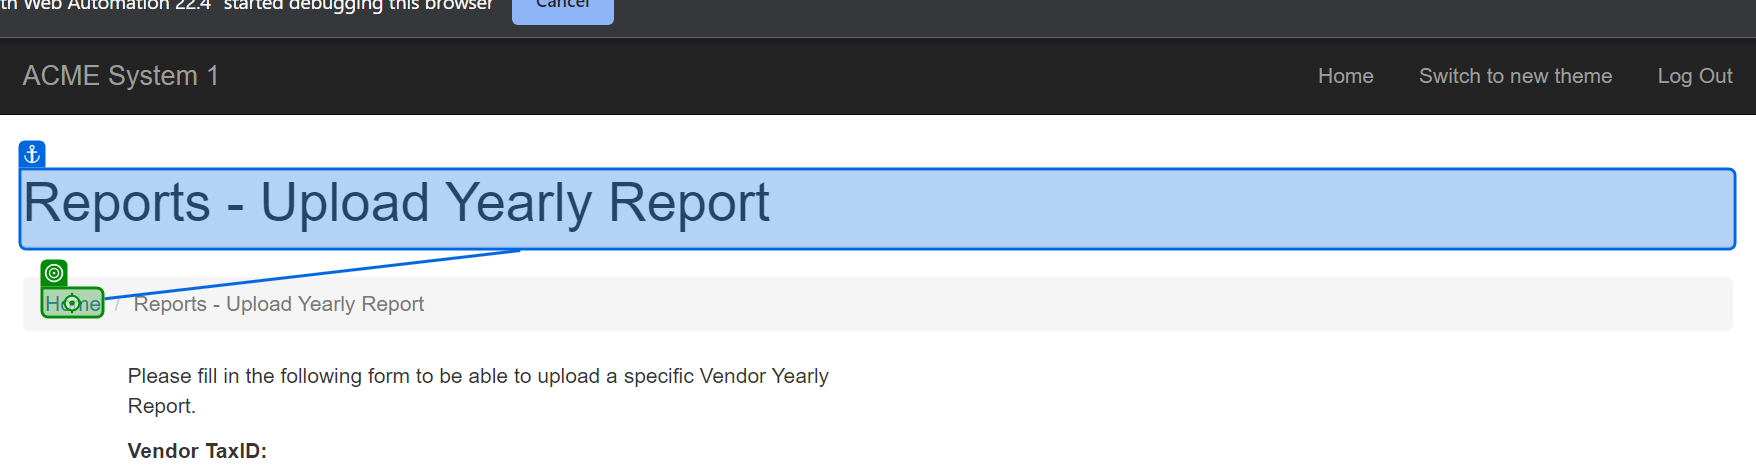 th Web Automation 22.4" started debugging this browser Cancel
ACME System 1 Home Switch to new theme Log Out
Reports - Upload Yearly Report
Home / Reports - Upload Yearly Report
Please fill in the following form to be able to upload a specific Vendor Yearly
Report.
Vendor TaxID: